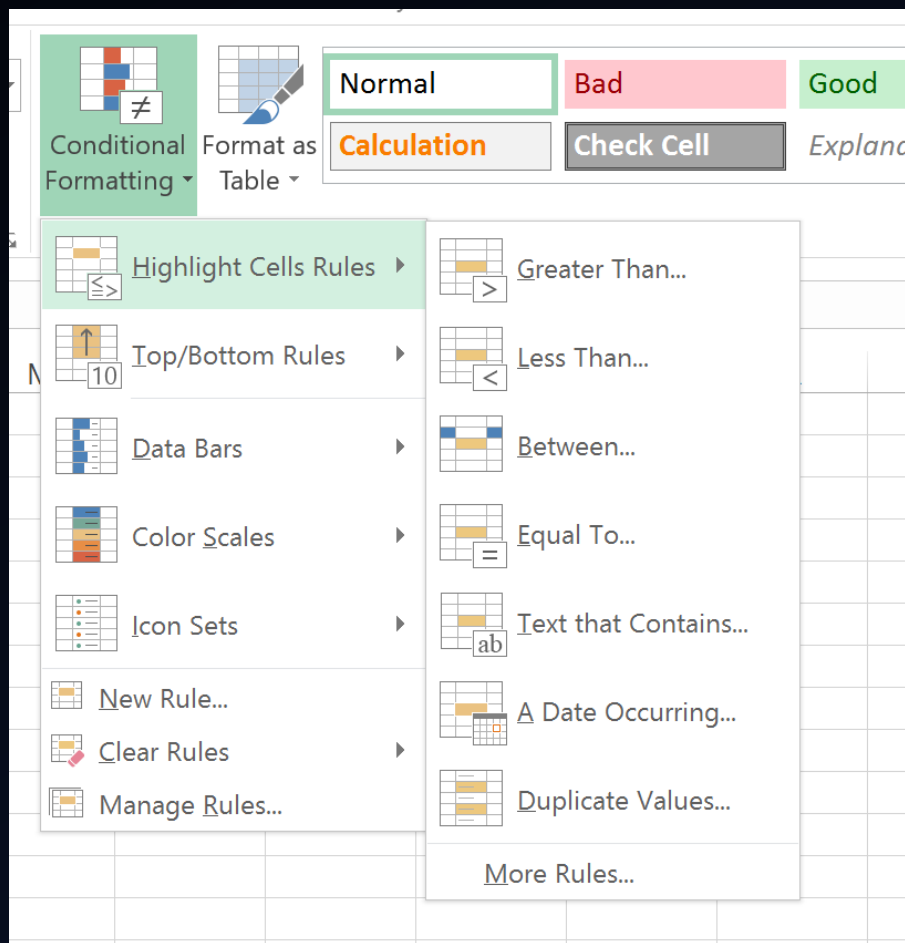 Conditional
Formatting
Format as
Table
Normal
Bad
Good
Calculation
Check Cell
Highlight Cells Rules
Top/Bottom Rules
10
Data Bars
Color Scales
Icon Sets
New Rule...
Clear Rules
Manage Rules...
Greater Than...
Less Than...
Between...
Equal To...
Text that Contains...
ab
A Date Occurring...
Duplicate Values...
More Rules...